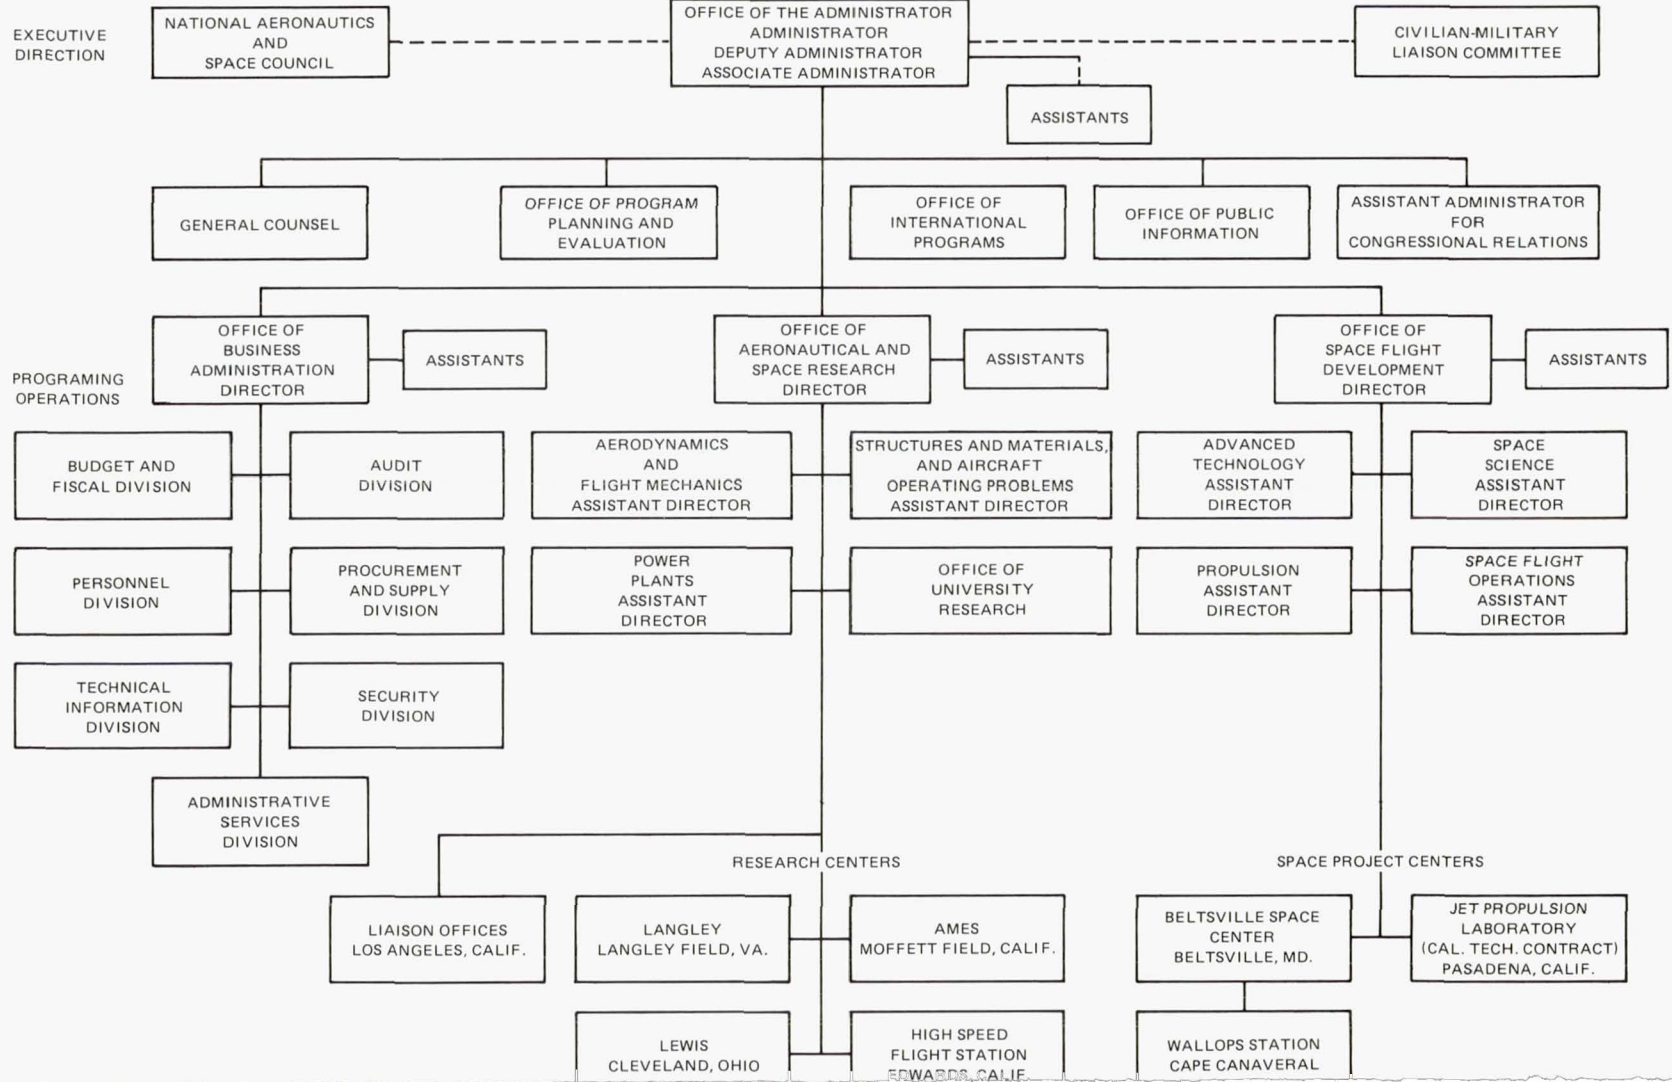 EXECUTIVE
DIRECTION
NATIONAL AERONAUTICS
AND
SPACE COUNCIL
OFFICE OF THE ADMINISTRATOR
ADMINISTRATOR
DEPUTY ADMINISTRATOR
ASSOCIATE ADMINISTRATOR
CIVILIAN-MILITARY
LIAISON COMMITTEE
ASSISTANTS
GENERAL COUNSEL
OFFICE OF PROGRAM
PLANNING AND
EVALUATION
OFFICE OF
INTERNATIONAL
PROGRAMS
OFFICE OF PUBLIC
INFORMATION
ASSISTANT ADMINISTRATOR
FOR
CONGRESSIONAL RELATIONS
PROGRAMING
OPERATIONS
OFFICE OF
BUSINESS
ADMINISTRATION
DIRECTOR
ASSISTANTS
OFFICE OF
AERONAUTICAL AND
SPACE RESEARCH
DIRECTOR
ASSISTANTS
OFFICE OF
SPACE FLIGHT
DEVELOPMENT
DIRECTOR
ASSISTANTS
BUDGET AND
FISCAL DIVISION
AUDIT
DIVISION
AERODYNAMICS
AND
FLIGHT MECHANICS
ASSISTANT DIRECTOR
STRUCTURES AND MATERIALS,
AND AIRCRAFT
OPERATING PROBLEMS
ASSISTANT DIRECTOR
ADVANCED
TECHNOLOGY
ASSISTANT
DIRECTOR
SPACE
SCIENCE
ASSISTANT
DIRECTOR
PERSONNEL
DIVISION
PROCUREMENT
AND SUPPLY
DIVISION
POWER
PLANTS
ASSISTANT
DIRECTOR
OFFICE OF
UNIVERSITY
RESEARCH
PROPULSION
ASSISTANT
DIRECTOR
SPACE FLIGHT
OPERATIONS
ASSISTANT
DIRECTOR
TECHNICAL
INFORMATION
DIVISION
SECURITY
DIVISION
ADMINISTRATIVE
SERVICES
DIVISION
RESEARCH CENTERS
SPACE PROJECT CENTERS
LIAISON OFFICES
LOS ANGELES, CALIF.
LANGLEY
LANGLEY FIELD, VA.
AMES
MOFFETT FIELD, CALIF.
BELTSVILLE SPACE
CENTER
BELTSVILLE, MD.
JET PROPULSION
LABORATORY
(CAL. TECH. CONTRACT)
PASADENA, CALIF.
LEWIS
CLEVELAND, OHIO
HIGH SPEED
FLIGHT STATION
EDWARDS, CALIF.
WALLOPS STATION
CAPE CANAVERAL